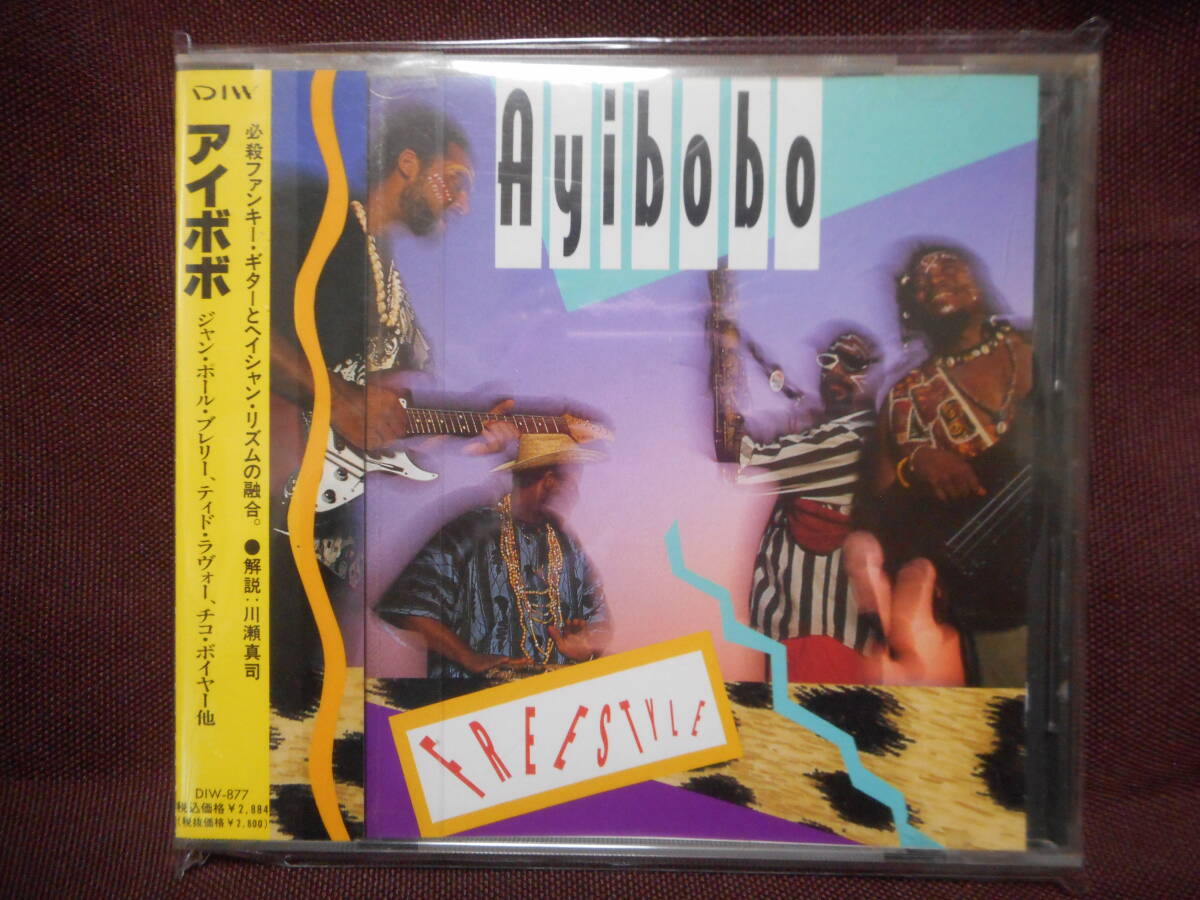 DIW
アイボボ
必殺ファンキー・ギターとヘイシャン・リズムの融合。 ●解説:川瀬真司
ジャン・ポール・ブレリー、ティド・ラヴォー、チコ・ボイヤー他
DIW-877
税込価格¥2,884
(税抜価格¥2,800)
Ayibobo
FREESTYLE